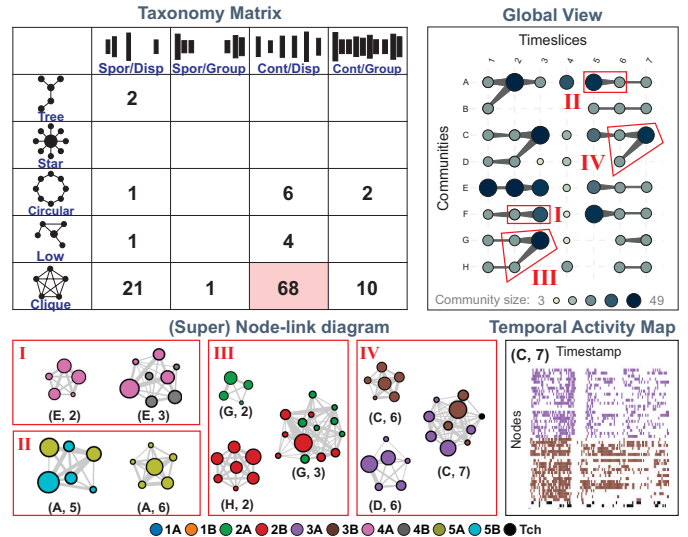 Taxonomy Matrix
Spor/Disp
Spor/Group
Cont/Disp
Cont/Group
Tree
2
Star
Circular
1
6
2
Low
1
4
Clique
21
1
68
10
Global View
Timeslices
1
2
3
4
5
6
7
Communities
A
B
C
D
E
F
G
H
II
IV
I
III
Community size: 3
49
(Super) Node-link diagram
I
(E, 2)
(E, 3)
II
(A, 5)
(A, 6)
III
(G, 2)
(H, 2)
(G, 3)
IV
(C, 6)
(D, 6)
(C, 7)
Temporal Activity Map
(C, 7)
Timestamp
Nodes
1A 1B 2A 2B 3A 3B 4A 4B 5A 5B Tch